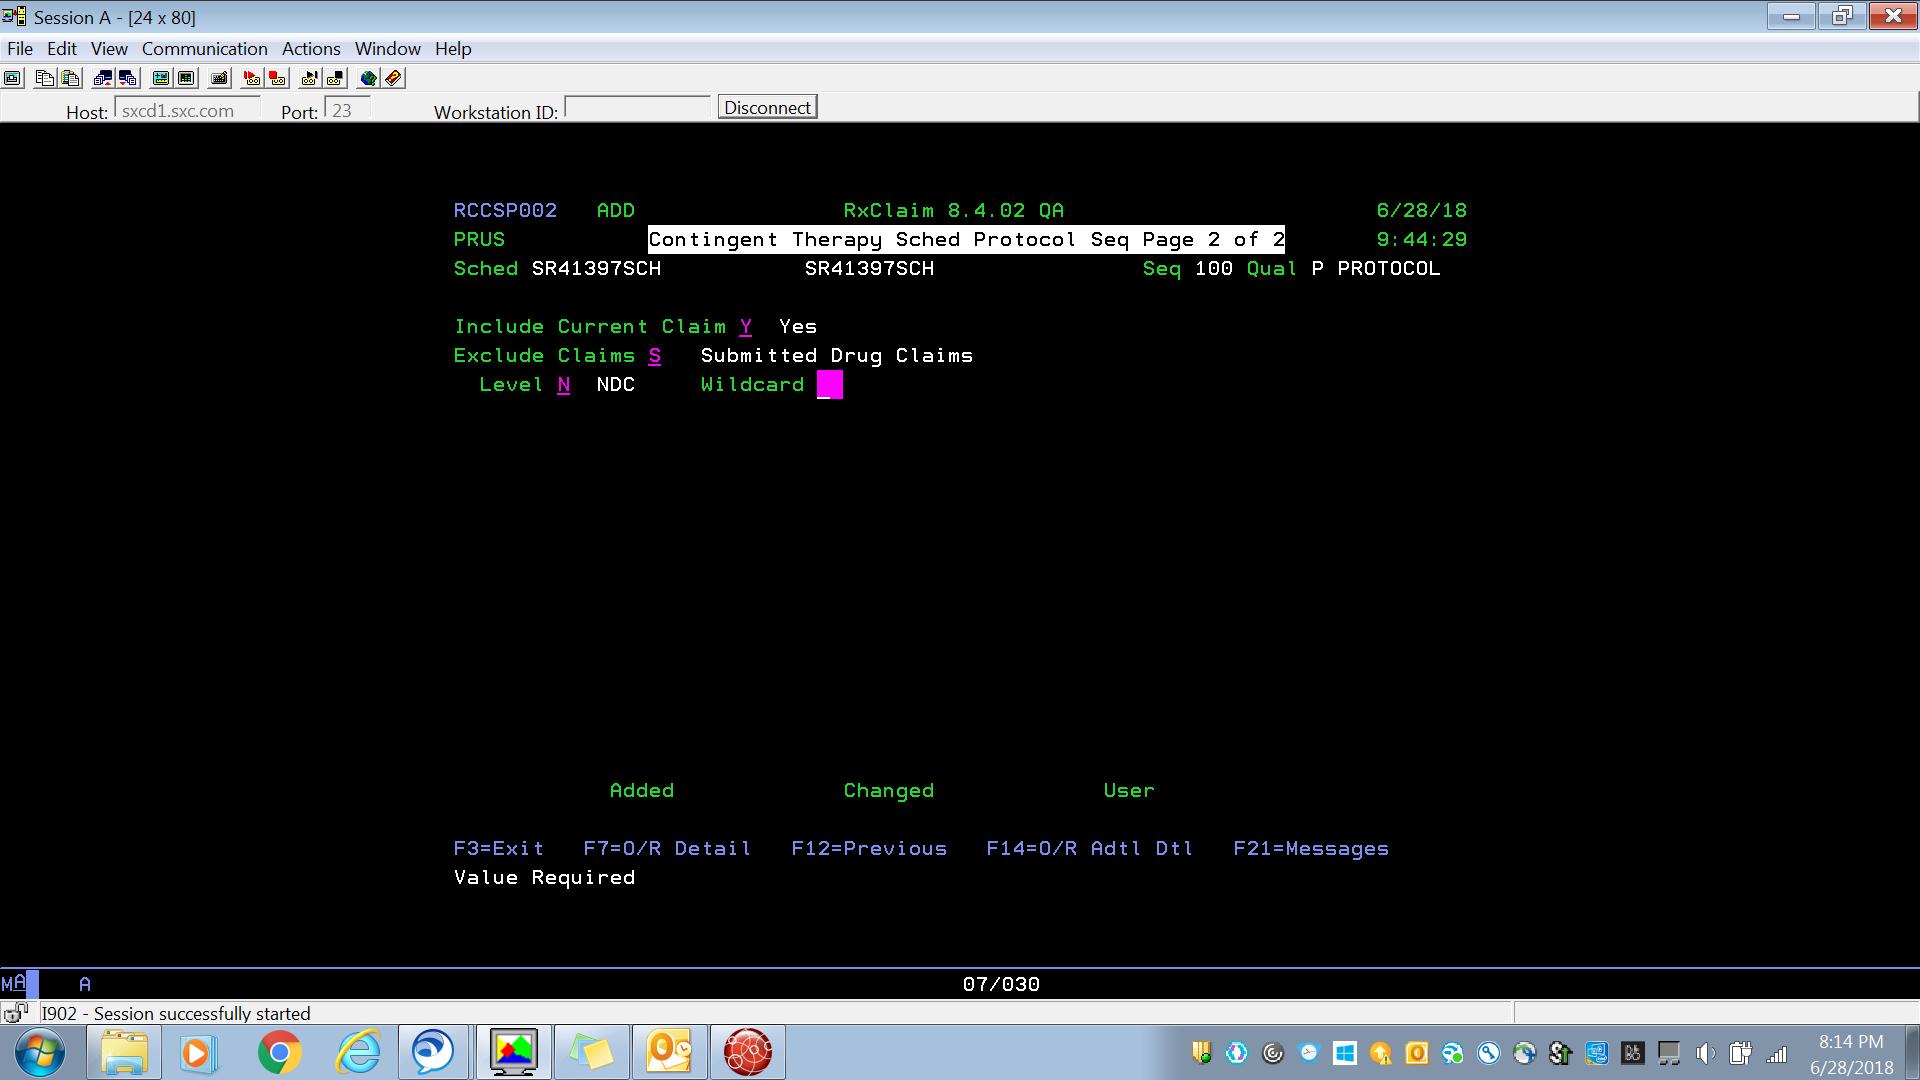 Session A - [24 x 80]
File Edit View Communication Actions Window Help
Host: sxcd1.sxc.com Port: 23 Workstation ID: Disconnect
RCCSP002 ADD RxClaim 8.4.02 QA 6/28/18
PRUS Contingent Therapy Sched Protocol Seq Page 2 of 2 9:44:29
Sched SR41397SCH SR41397SCH Seq 100 Qual P PROTOCOL
Include Current Claim Y Yes
Exclude Claims S Submitted Drug Claims
Level N NDC Wildcard
Added Changed User
F3=Exit F7=O/R Detail F12=Previous F14=O/R Adtl Dtl F21=Messages
Value Required
MA A 07/030
I902 - Session successfully started
8:14 PM
6/28/2018